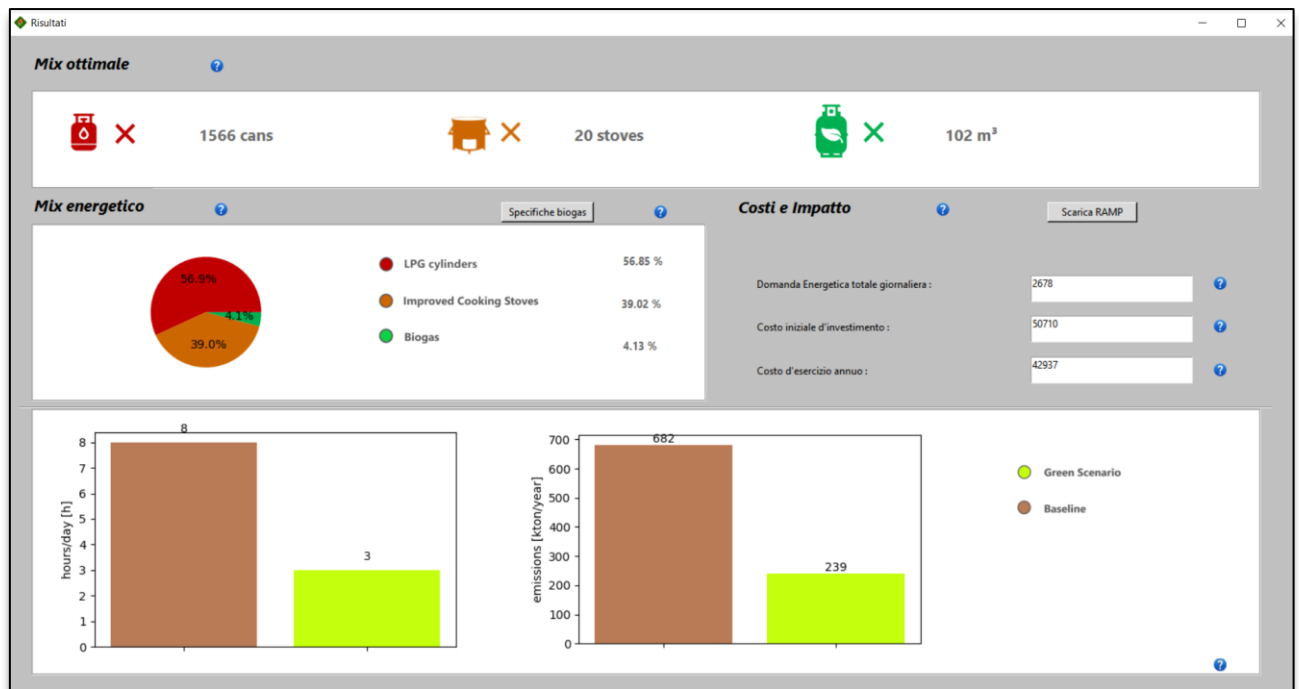 Risultati
Mix ottimale
1566 cans
20 stoves
102 m³
Mix energetico
Specifiche biogas
Costi e Impatto
Scarica RAMP
56.9%
4.1%
39.0%
LPG cylinders 56.85 %
Improved Cooking Stoves 39.02 %
Biogas 4.13 %
Domanda Energetica totale giornaliera : 2678
Costo iniziale d'investimento : 50710
Costo d'esercizio annuo : 42937
hours/day [h]
8
7
6
5
4
3
2
1
0
8
3
emissions [kton/year]
700
600
500
400
300
200
100
0
682
239
Green Scenario
Baseline